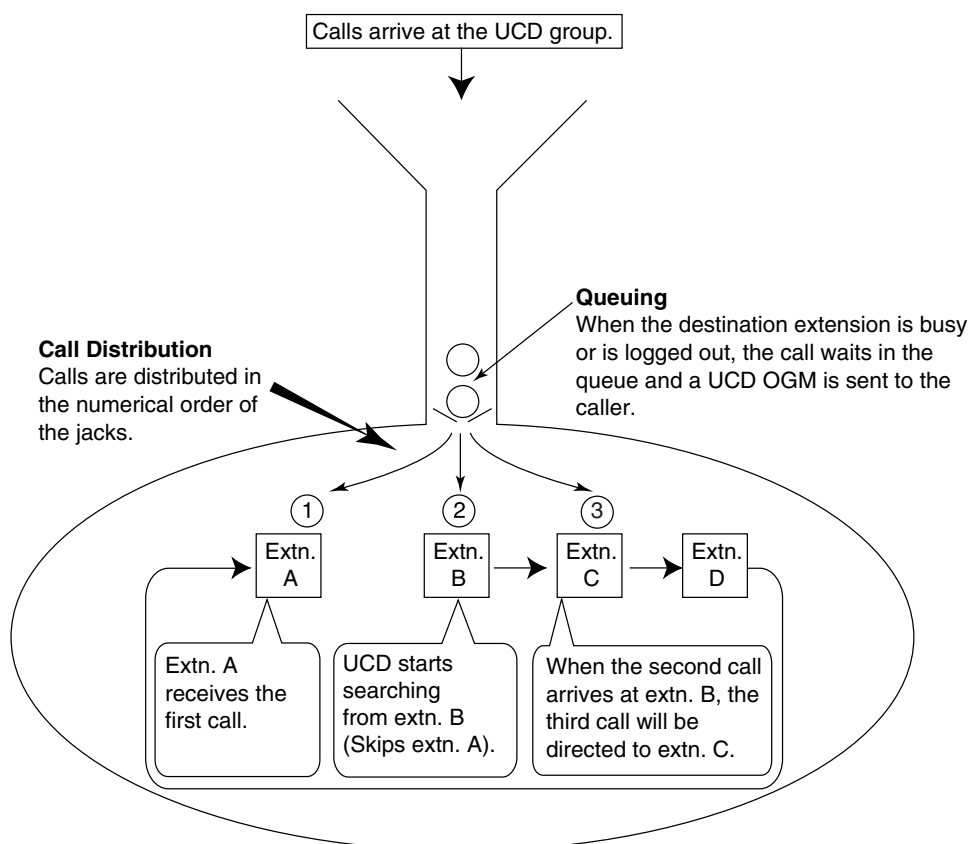 Calls arrive at the UCD group.
Queuing
When the destination extension is busy
or is logged out, the call waits in the
queue and a UCD OGM is sent to the
caller.
Call Distribution
Calls are distributed in
the numerical order of
the jacks.
1
2
3
Extn.
A
Extn.
B
Extn.
C
Extn.
D
Extn. A
receives the
first call.
UCD starts
searching
from extn. B
(Skips extn. A).
When the second call
arrives at extn. B, the
third call will be
directed to extn. C.